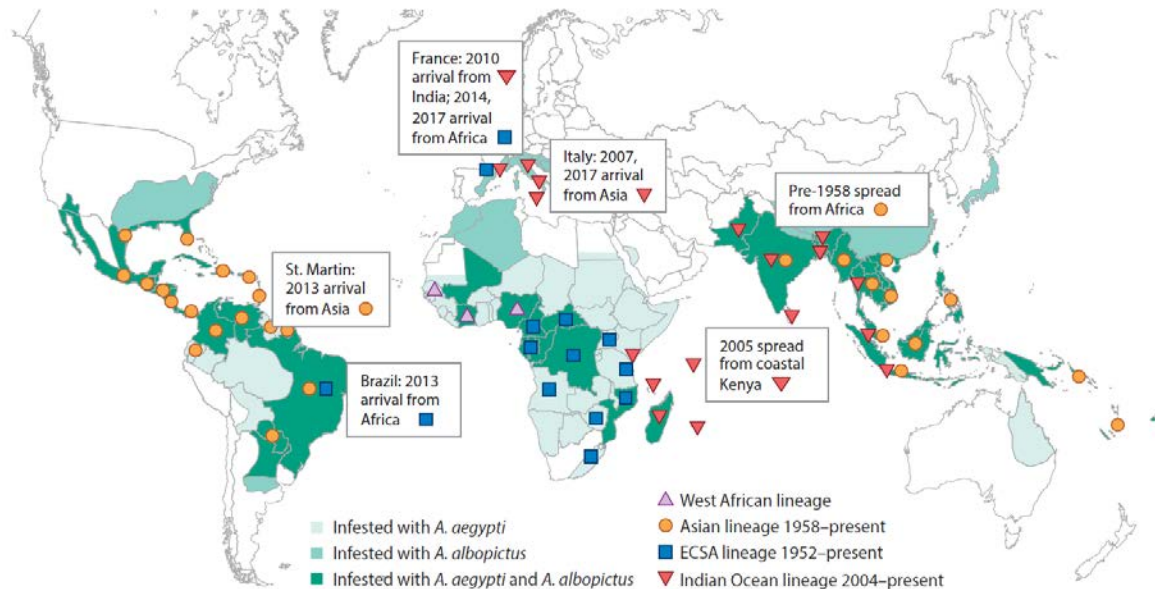 France: 2010
arrival from
India; 2014,
2017 arrival
from Africa
Italy: 2007,
2017 arrival
from Asia
Pre-1958 spread
from Africa
St. Martin:
2013 arrival
from Asia
2005 spread
from coastal
Kenya
Brazil: 2013
arrival from
Africa
Infested with A. aegypti
Infested with A. albopictus
Infested with A. aegypti and A. albopictus
West African lineage
Asian lineage 1958–present
ECSA lineage 1952–present
Indian Ocean lineage 2004–present